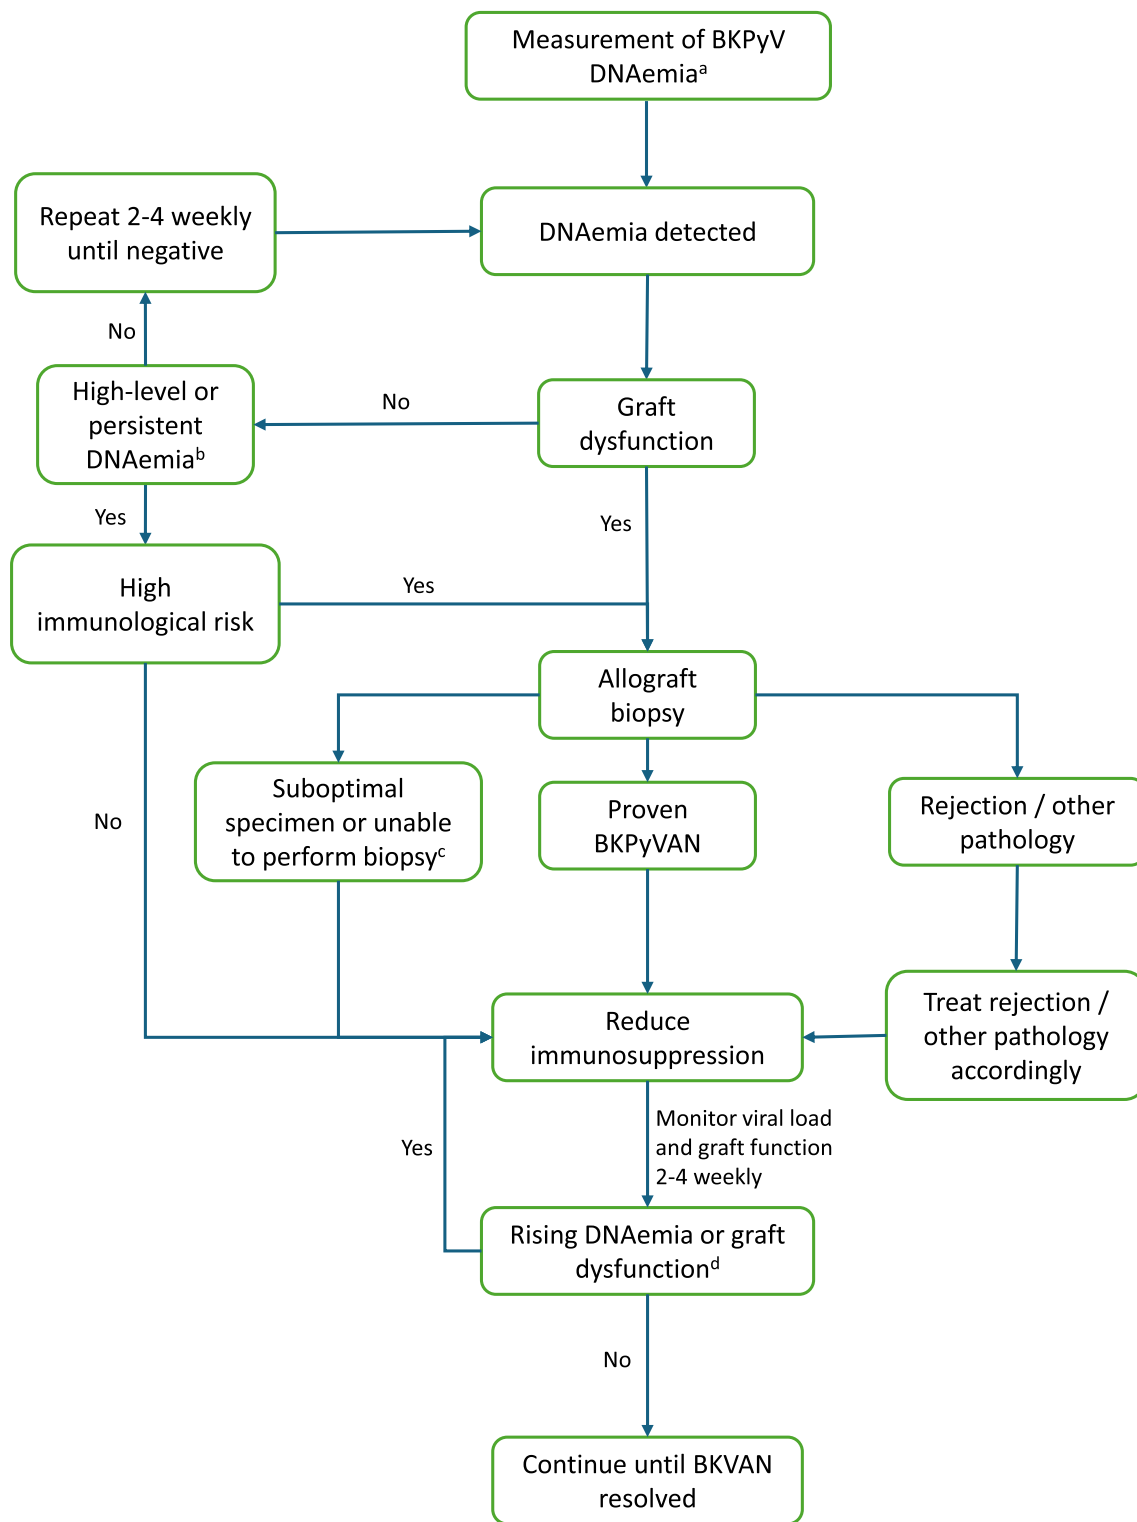 Measurement of BKPyV
DNAemiaᵃ
Repeat 2-4 weekly
until negative
DNAemia detected
No
High-level or
persistent
DNAemiaᵇ
No
Graft
dysfunction
Yes
Yes
High
immunological risk
Yes
Allograft
biopsy
No
Suboptimal
specimen or unable
to perform biopsyᶜ
Proven
BKPyVAN
Rejection / other
pathology
Reduce
immunosuppression
Treat rejection /
other pathology
accordingly
Yes
Monitor viral load
and graft function
2-4 weekly
Rising DNAemia or graft
dysfunctionᵈ
No
Continue until BKVAN
resolved